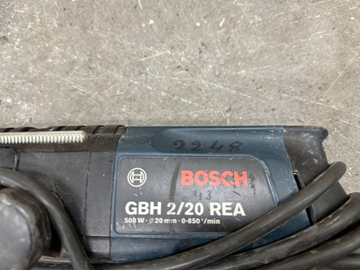 2248
BOSCH
GBH 2/20 REA
500 W - Ø 20 mm - 0-850 ¹/min